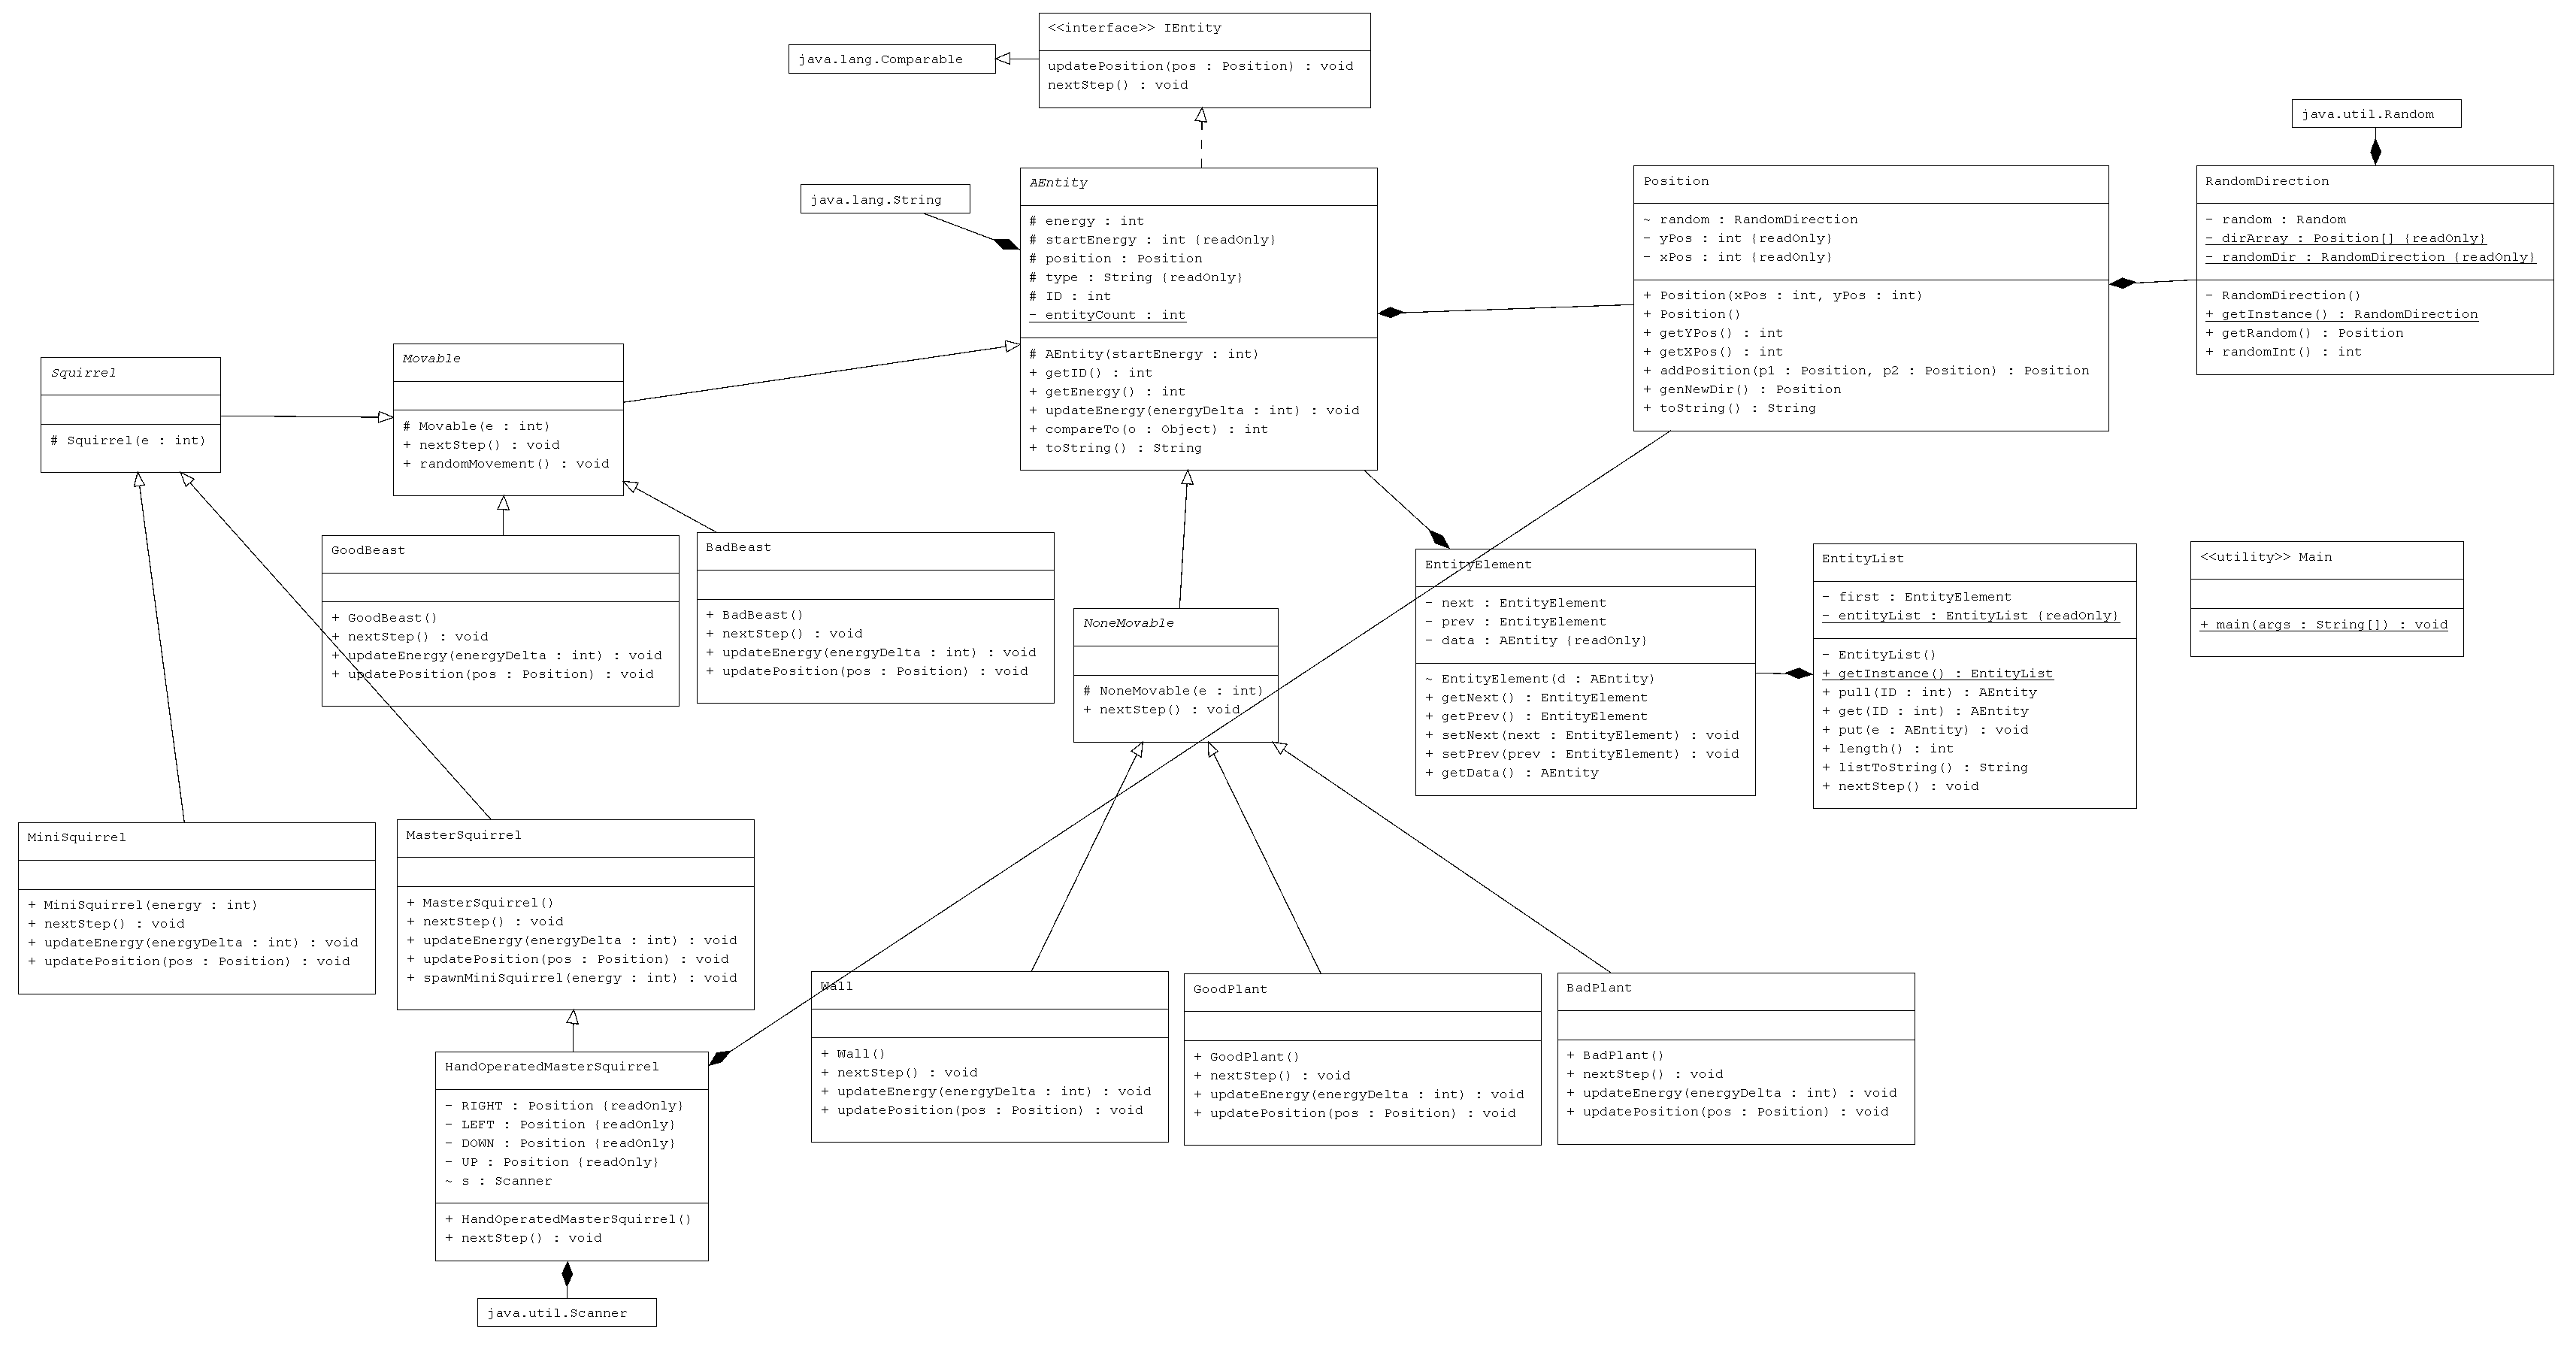 <<interface>> IEntity
updatePosition(pos : Position) : void
nextStep() : void
java.lang.Comparable
java.util.Random
java.lang.String
AEntity
# energy : int
# startEnergy : int {readOnly}
# position : Position
# type : String {readOnly}
# ID : int
- entityCount : int
# AEntity(startEnergy : int)
+ getID() : int
+ getEnergy() : int
+ updateEnergy(energyDelta : int) : void
+ compareTo(o : Object) : int
+ toString() : String
Position
~ random : RandomDirection
- yPos : int {readOnly}
- xPos : int {readOnly}
+ Position(xPos : int, yPos : int)
+ Position()
+ getYPos() : int
+ getXPos() : int
+ addPosition(p1 : Position, p2 : Position) : Position
+ genNewDir() : Position
+ toString() : String
RandomDirection
- random : Random
- dirArray : Position[] {readOnly}
- randomDir : RandomDirection {readOnly}
- RandomDirection()
+ getInstance() : RandomDirection
+ getRandom() : Position
+ randomInt() : int
Squirrel
# Squirrel(e : int)
Movable
# Movable(e : int)
+ nextStep() : void
+ randomMovement() : void
GoodBeast
+ GoodBeast()
+ nextStep() : void
+ updateEnergy(energyDelta : int) : void
+ updatePosition(pos : Position) : void
BadBeast
+ BadBeast()
+ nextStep() : void
+ updateEnergy(energyDelta : int) : void
+ updatePosition(pos : Position) : void
NoneMovable
# NoneMovable(e : int)
+ nextStep() : void
EntityElement
- next : EntityElement
- prev : EntityElement
- data : AEntity {readOnly}
~ EntityElement(d : AEntity)
+ getNext() : EntityElement
+ getPrev() : EntityElement
+ setNext(next : EntityElement) : void
+ setPrev(prev : EntityElement) : void
+ getData() : AEntity
EntityList
- first : EntityElement
- entityList : EntityList {readOnly}
- EntityList()
+ getInstance() : EntityList
+ pull(ID : int) : AEntity
+ get(ID : int) : AEntity
+ put(e : AEntity) : void
+ length() : int
+ listToString() : String
+ nextStep() : void
<<utility>> Main
+ main(args : String[]) : void
MiniSquirrel
+ MiniSquirrel(energy : int)
+ nextStep() : void
+ updateEnergy(energyDelta : int) : void
+ updatePosition(pos : Position) : void
MasterSquirrel
+ MasterSquirrel()
+ nextStep() : void
+ updateEnergy(energyDelta : int) : void
+ updatePosition(pos : Position) : void
+ spawnMiniSquirrel(energy : int) : void
Wall
+ Wall()
+ nextStep() : void
+ updateEnergy(energyDelta : int) : void
+ updatePosition(pos : Position) : void
GoodPlant
+ GoodPlant()
+ nextStep() : void
+ updateEnergy(energyDelta : int) : void
+ updatePosition(pos : Position) : void
BadPlant
+ BadPlant()
+ nextStep() : void
+ updateEnergy(energyDelta : int) : void
+ updatePosition(pos : Position) : void
HandOperatedMasterSquirrel
- RIGHT : Position {readOnly}
- LEFT : Position {readOnly}
- DOWN : Position {readOnly}
- UP : Position {readOnly}
~ s : Scanner
+ HandOperatedMasterSquirrel()
+ nextStep() : void
java.util.Scanner